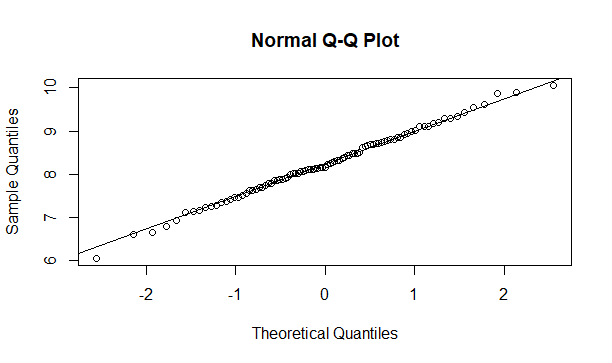 Normal Q-Q Plot
Sample Quantiles
10
9
8
7
6
-2 -1 0 1 2
Theoretical Quantiles